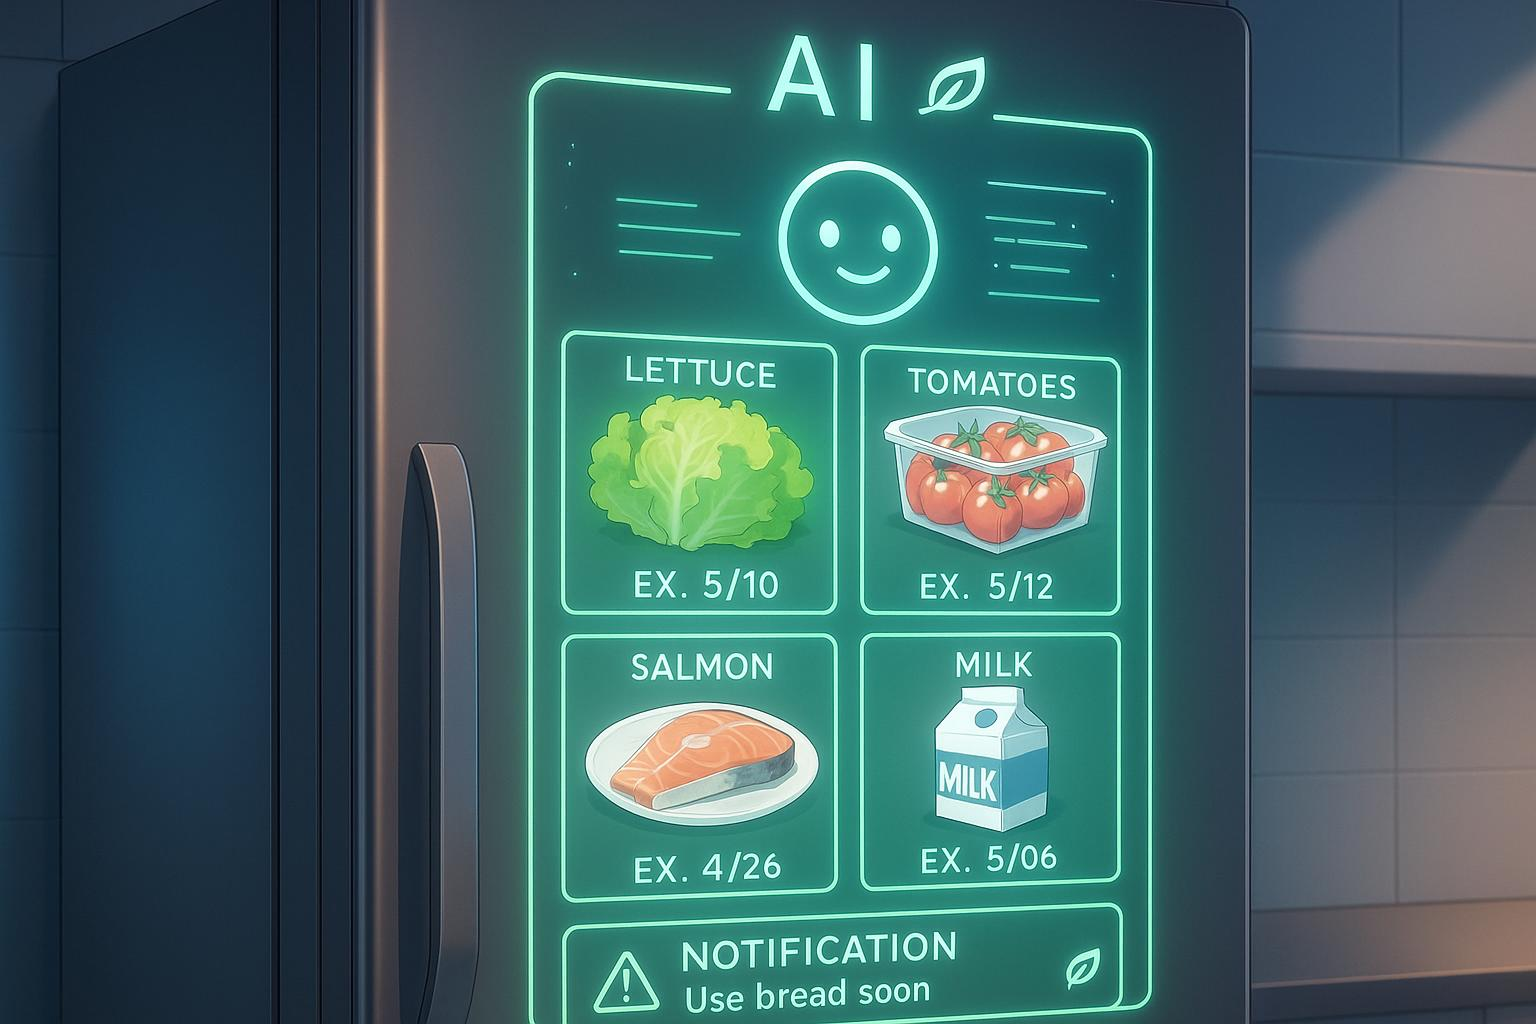 AI
LETTUCE
EX. 5/10
TOMATOES
EX. 5/12
SALMON
EX. 4/26
MILK
MILK
EX. 5/06
NOTIFICATION
Use bread soon